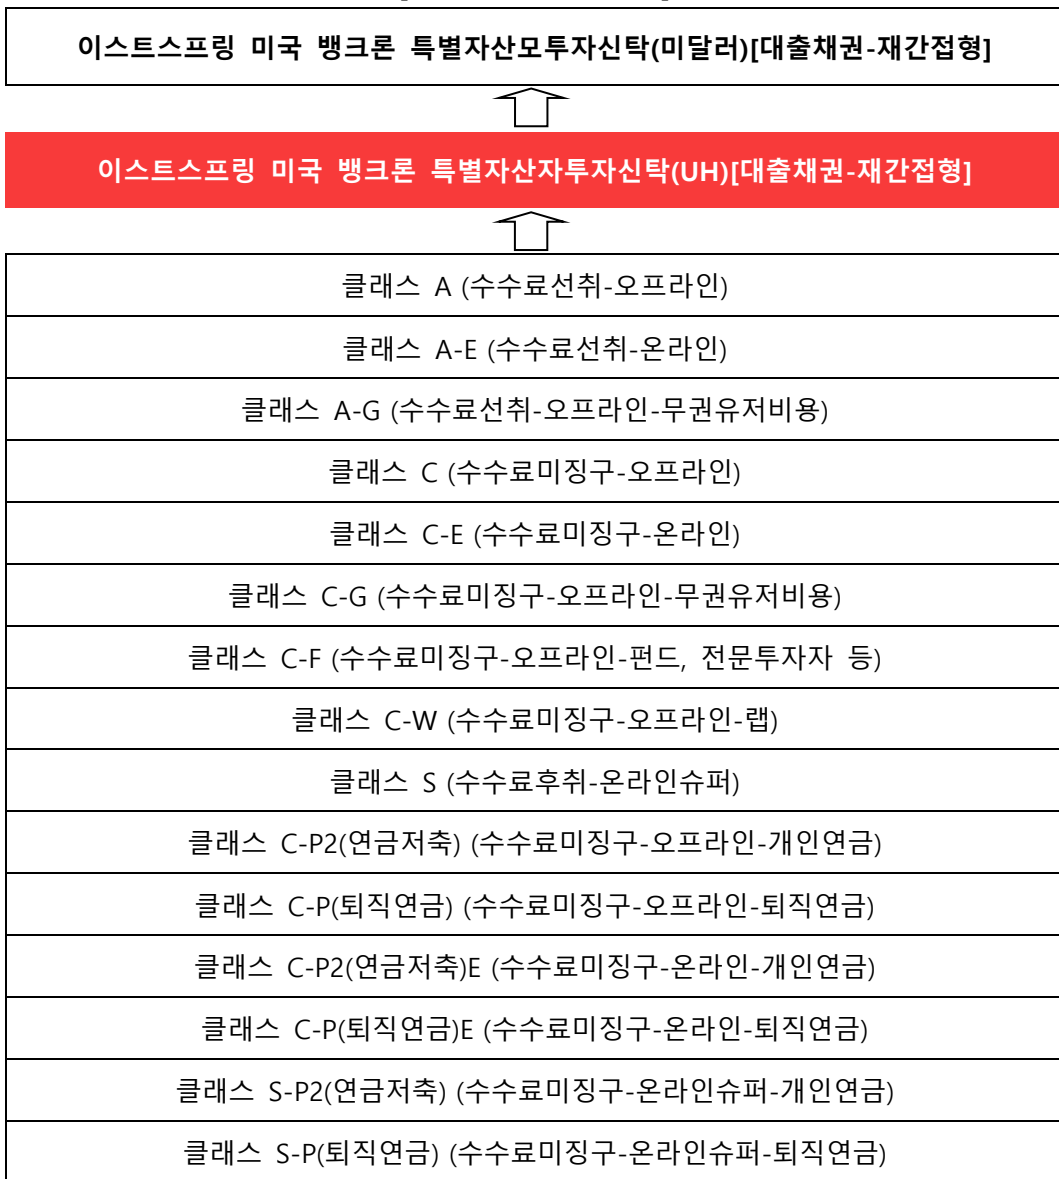 이스트스프링 미국 뱅크론 특별자산모투자신탁(미달러)[대출채권-재간접형]
이스트스프링 미국 뱅크론 특별자산자투자신탁(UH)[대출채권-재간접형]
클래스 A (수수료선취-오프라인)
클래스 A-E (수수료선취-온라인)
클래스 A-G (수수료선취-오프라인-무권유저비용)
클래스 C (수수료미징구-오프라인)
클래스 C-E (수수료미징구-온라인)
클래스 C-G (수수료미징구-오프라인-무권유저비용)
클래스 C-F (수수료미징구-오프라인-펀드, 전문투자자 등)
클래스 C-W (수수료미징구-오프라인-랩)
클래스 S (수수료후취-온라인슈퍼)
클래스 C-P2(연금저축) (수수료미징구-오프라인-개인연금)
클래스 C-P(퇴직연금) (수수료미징구-오프라인-퇴직연금)
클래스 C-P2(연금저축)E (수수료미징구-온라인-개인연금)
클래스 C-P(퇴직연금)E (수수료미징구-온라인-퇴직연금)
클래스 S-P2(연금저축) (수수료미징구-온라인슈퍼-개인연금)
클래스 S-P(퇴직연금) (수수료미징구-온라인슈퍼-퇴직연금)